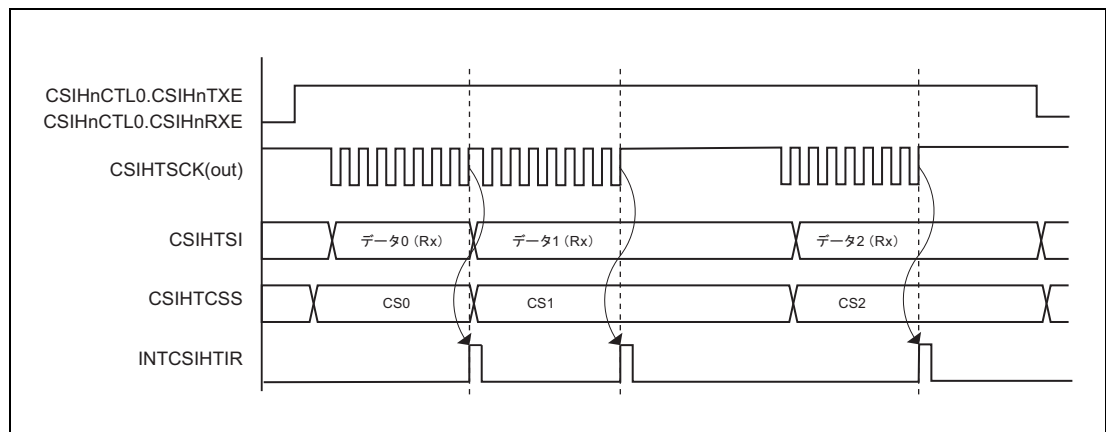 CSIHnCTL0.CSIHnTXE
CSIHnCTL0.CSIHnRXE
CSIHTSCK(out)
CSIHTSI
データ0（Rx）
データ1（Rx）
データ2（Rx）
CSIHTCSS
CS0
CS1
CS2
INTCSIHTIR